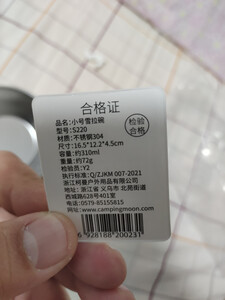 合格证
品名:小号雪拉碗
型号:S220
材质:不锈钢304
尺寸:16.5*12.2*4.5cm
容量:约310ml
重量:约72g
检验员:Y2
检验
合格
执行标准:Q/ZJKM 007-2021
浙江柯曼户外用品有限公司
地址:浙江省 义乌市 北苑街道
西城路628号401室
电话:0579-85155615
www.campingmoon.com
6 928188 200231